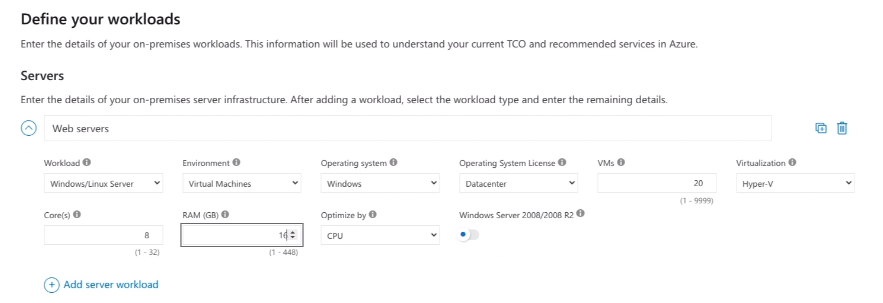 Define your workloads
Enter the details of your on-premises workloads. This information will be used to understand your current TCO and recommended services in Azure.
Servers
Enter the details of your on-premises server infrastructure. After adding a workload, select the workload type and enter the remaining details.
Web servers
Workload Environment Operating system Operating System License VMs Virtualization
Windows/Linux Server Virtual Machines Windows Datacenter 20 Hyper-V
(1 - 9999)
Core(s) RAM (GB) Optimize by Windows Server 2008/2008 R2
8 16 CPU
(1 - 32) (1 - 448)
Add server workload